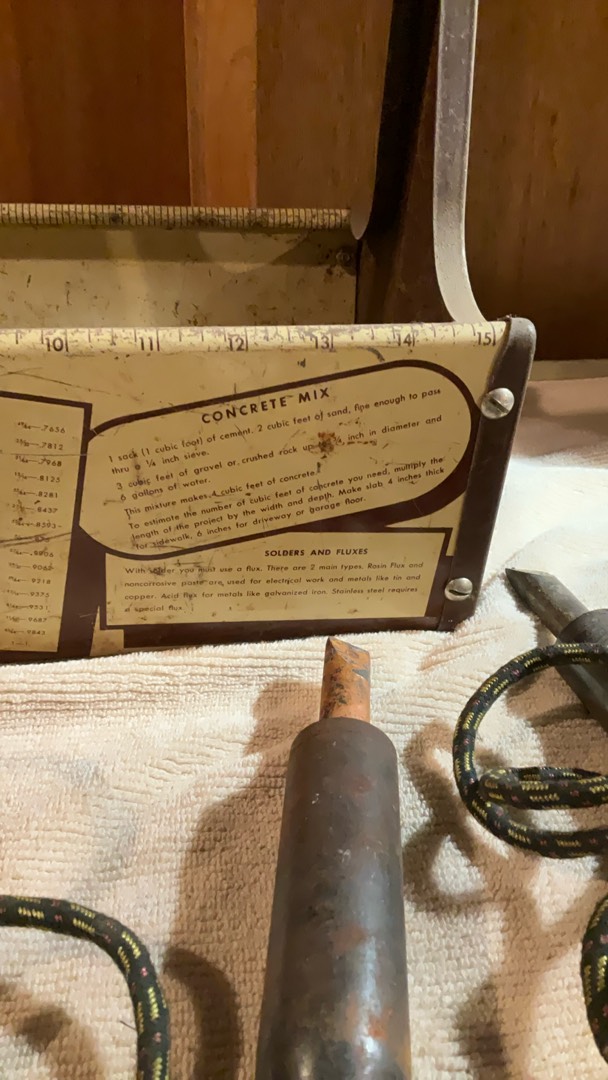 10 11 12 13 14 15
CONCRETE MIX
1 sack (1 cubic foot) of cement, 2 cubic feet of sand, fine enough to pass
thru a ¼ inch sieve.
3 cubic feet of gravel or crushed rock up inch in diameter and
6 gallons of water.
This mixture makes cubic feet of concrete.
To estimate the number of cubic feet of concrete you need, multiply the
length of the project by the width and depth. Make slab 4 inches thick
for sidewalk, 6 inches for driveway or garage floor.
SOLDERS AND FLUXES
With solder you must use a flux. There are 2 main types. Rosin Flux and
noncorrosive paste are used for electrical work and metals like tin and
copper. Acid flux for metals like galvanized iron. Stainless steel requires
a special flux.
.7656
.7812
.7968
.8125
.8281
.8437
.8593
.8906
.9062
.9218
.9375
.9531
.9687
.9843